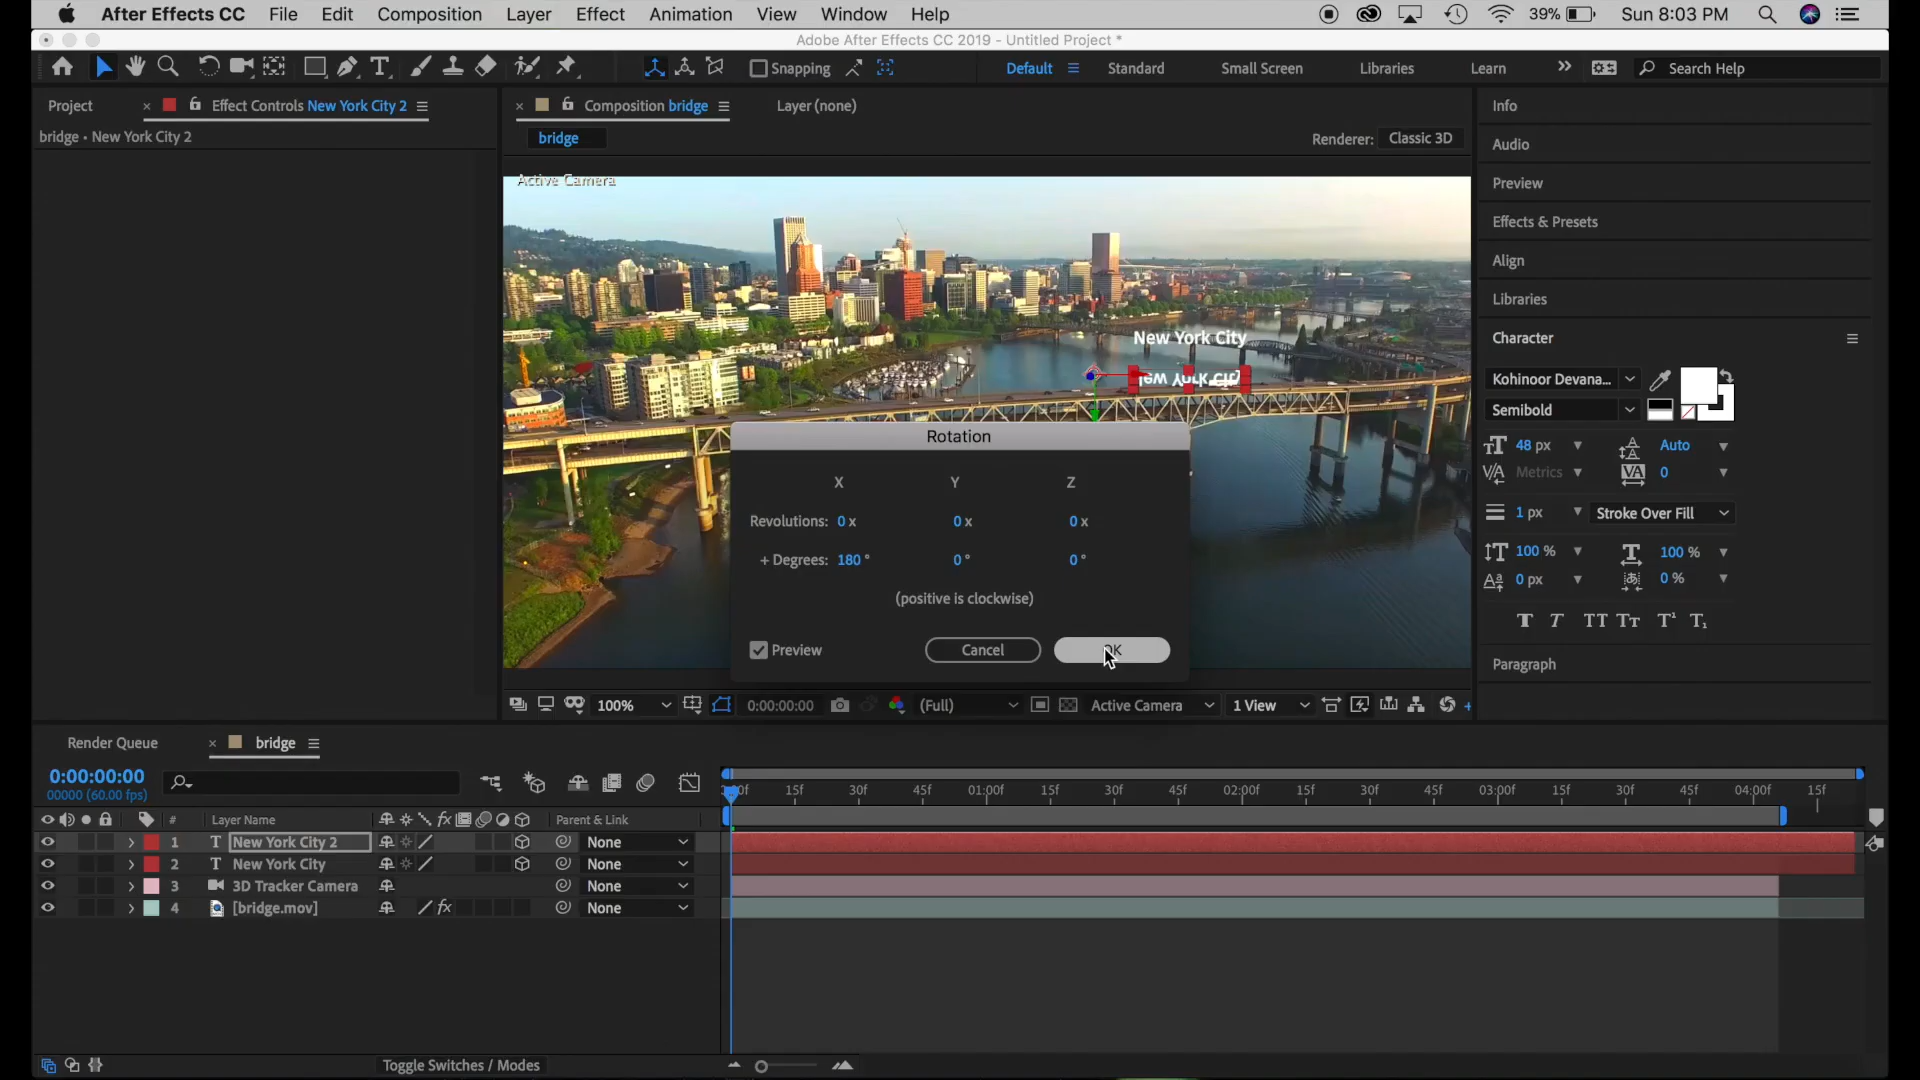 After Effects CC File Edit Composition Layer Effect Animation View Window Help 39% Sun 8:03 PM
Adobe After Effects CC 2019 - Untitled Project *
Snapping Default Standard Small Screen Libraries Learn Search Help
Project Effect Controls New York City 2 Composition bridge Layer (none)
bridge • New York City 2
bridge Renderer: Classic 3D
Active Camera
New York City
Info
Audio
Preview
Effects & Presets
Align
Libraries
Character
Kohinoor Devana...
Semibold
48 px Auto
Metrics 0
1 px Stroke Over Fill
100 % 100 %
0 px 0 %
T T TT Tт T¹ T₁
Paragraph
Rotation
X Y Z
Revolutions: 0 x 0 x 0 x
+ Degrees: 180 ° 0 ° 0 °
(positive is clockwise)
Preview Cancel OK
100% 0:00:00:00 (Full) Active Camera 1 View
Render Queue bridge
0:00:00:00
00000 (60.00 fps)
15f 30f 45f 01:00f 15f 30f 45f 02:00f 15f 30f 45f 03:00f 15f 30f 45f 04:00f 15f
# Layer Name Parent & Link
1 T New York City 2 None
2 T New York City None
3 3D Tracker Camera None
4 [bridge.mov] fx None
Toggle Switches / Modes